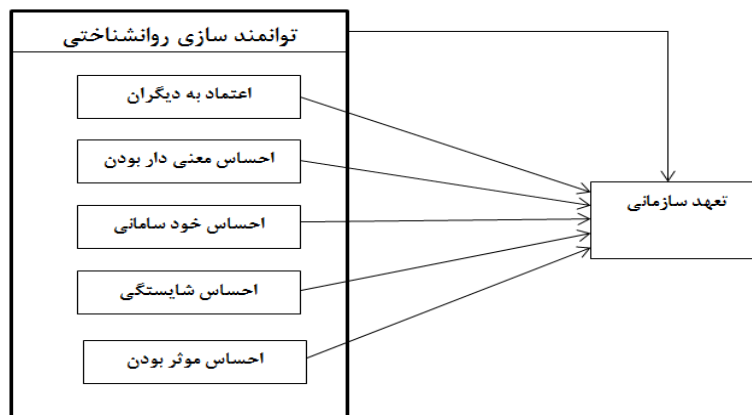 توانمند سازی روانشناختی
اعتماد به دیگران
احساس معنی دار بودن
احساس خود سامانی
احساس شایستگی
احساس موثر بودن
تعهد سازمانی